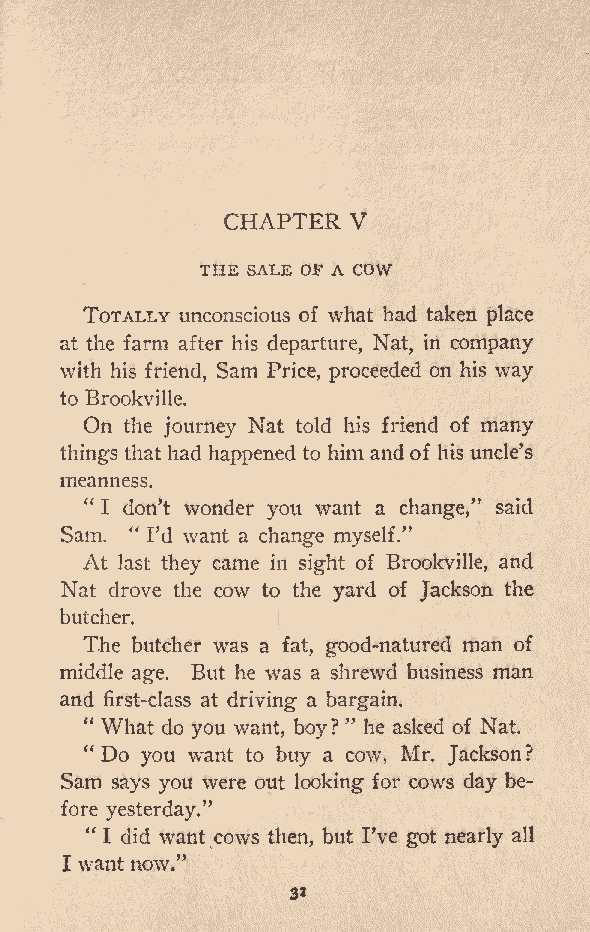 CHAPTER V
THE SALE OF A COW
TOTALLY unconscious of what had taken place
at the farm after his departure, Nat, in company
with his friend, Sam Price, proceeded on his way
to Brookville.
On the journey Nat told his friend of many
things that had happened to him and of his uncle's
meanness.
"I don't wonder you want a change," said
Sam. "I'd want a change myself."
At last they came in sight of Brookville, and
Nat drove the cow to the yard of Jackson the
butcher.
The butcher was a fat, good-natured man of
middle age. But he was a shrewd business man
and first-class at driving a bargain.
"What do you want, boy?" he asked of Nat.
"Do you want to buy a cow, Mr. Jackson?
Sam says you were out looking for cows day be-
fore yesterday."
"I did want cows then, but I've got nearly all
I want now."
31